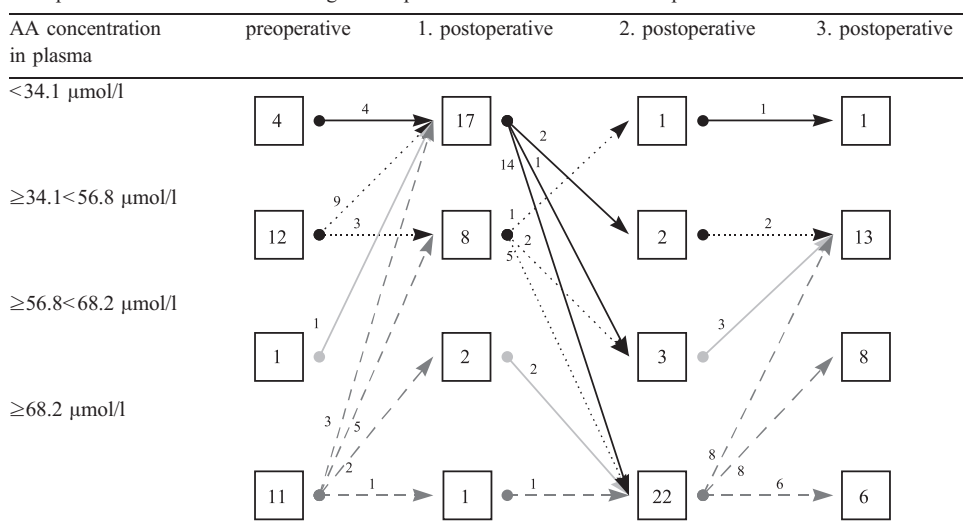 AA concentration in plasma preoperative 1. postoperative 2. postoperative 3. postoperative
<34.1 μmol/l
4 4 17 2 1 14 1 1 1
≥34.1<56.8 μmol/l
9 3 12 8 1 2 5 2 2 13
≥56.8<68.2 μmol/l
1 1 2 2 3 3 8
≥68.2 μmol/l
3 5 2 1 11 1 1 22 8 8 6 6